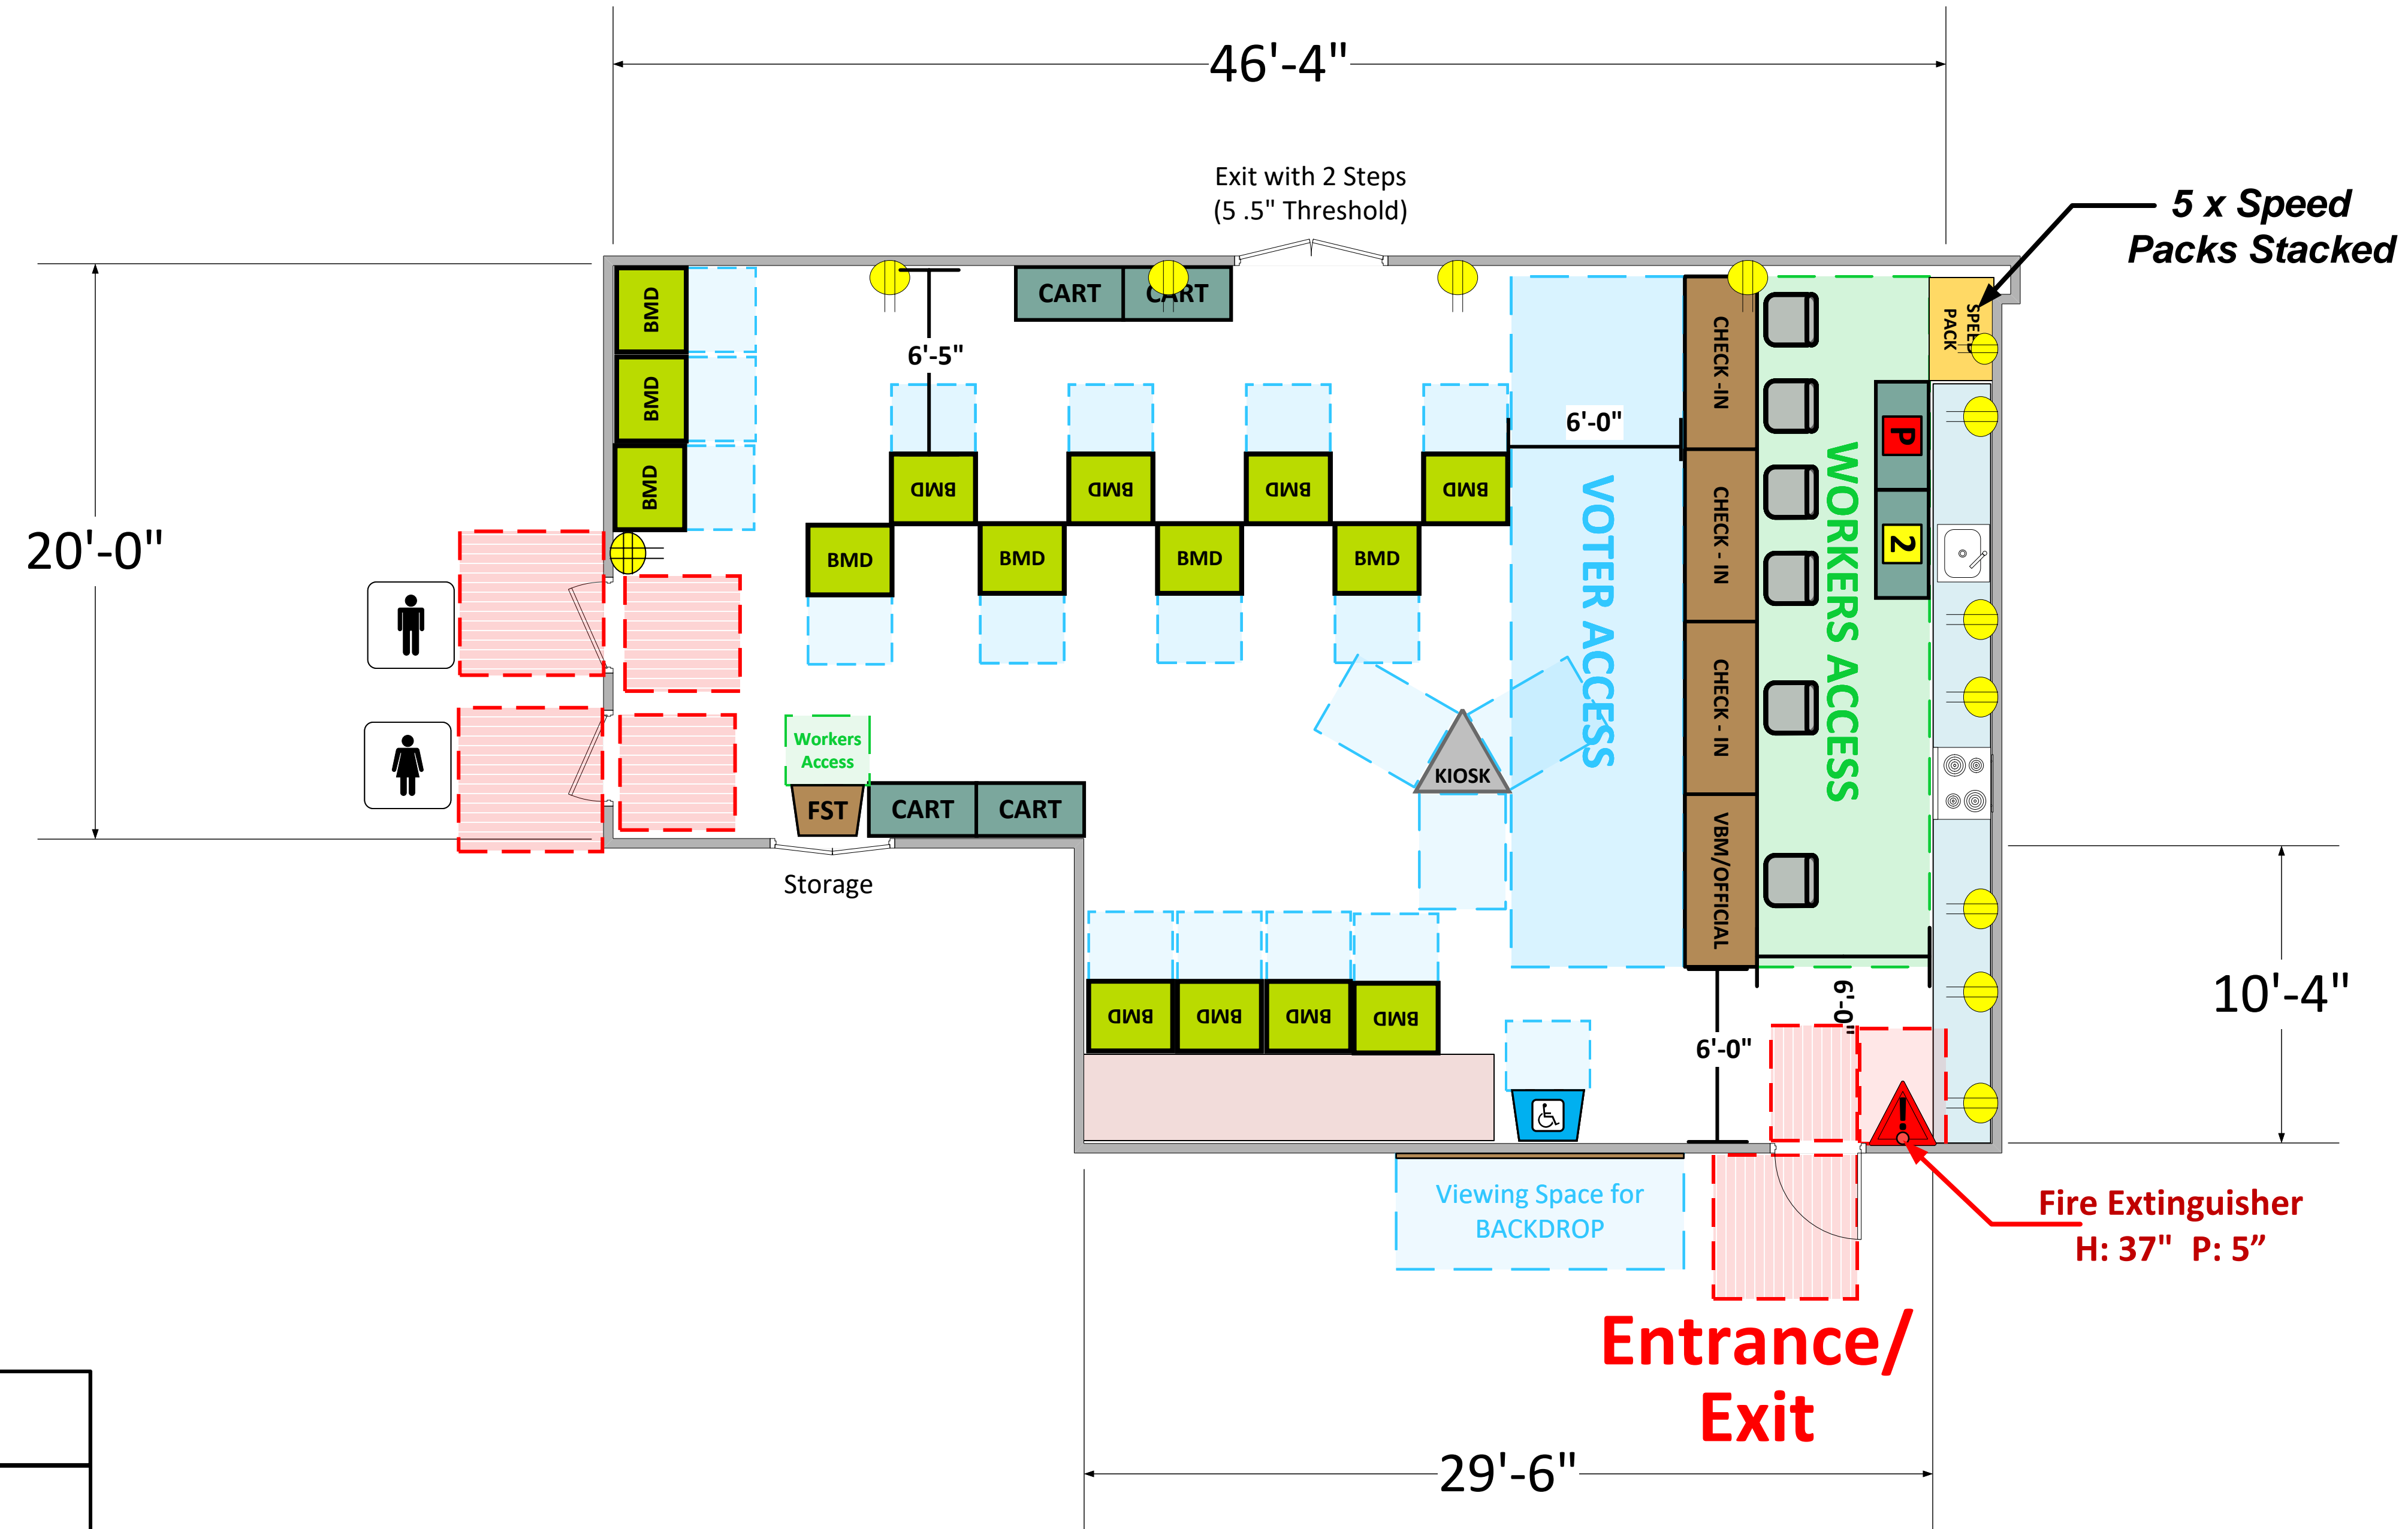 46'-4"
Exit with 2 Steps
(5 .5" Threshold)
5 x Speed
Packs Stacked
20'-0"
BMD
BMD
BMD
6'-5"
CART
CART
BMD
BMD
BMD
BMD
BMD
BMD
BMD
BMD
6'-0"
VOTER ACCESS
CHECK -IN
CHECK - IN
CHECK - IN
VBM/OFFICIAL
WORKERS ACCESS
SPEED
PACK
P
2
Workers
Access
FST
CART
CART
KIOSK
Storage
BMD
BMD
BMD
BMD
6'-0"
6'-0"
10'-4"
Viewing Space for
BACKDROP
Fire Extinguisher
H: 37" P: 5”
Entrance/
Exit
29'-6"